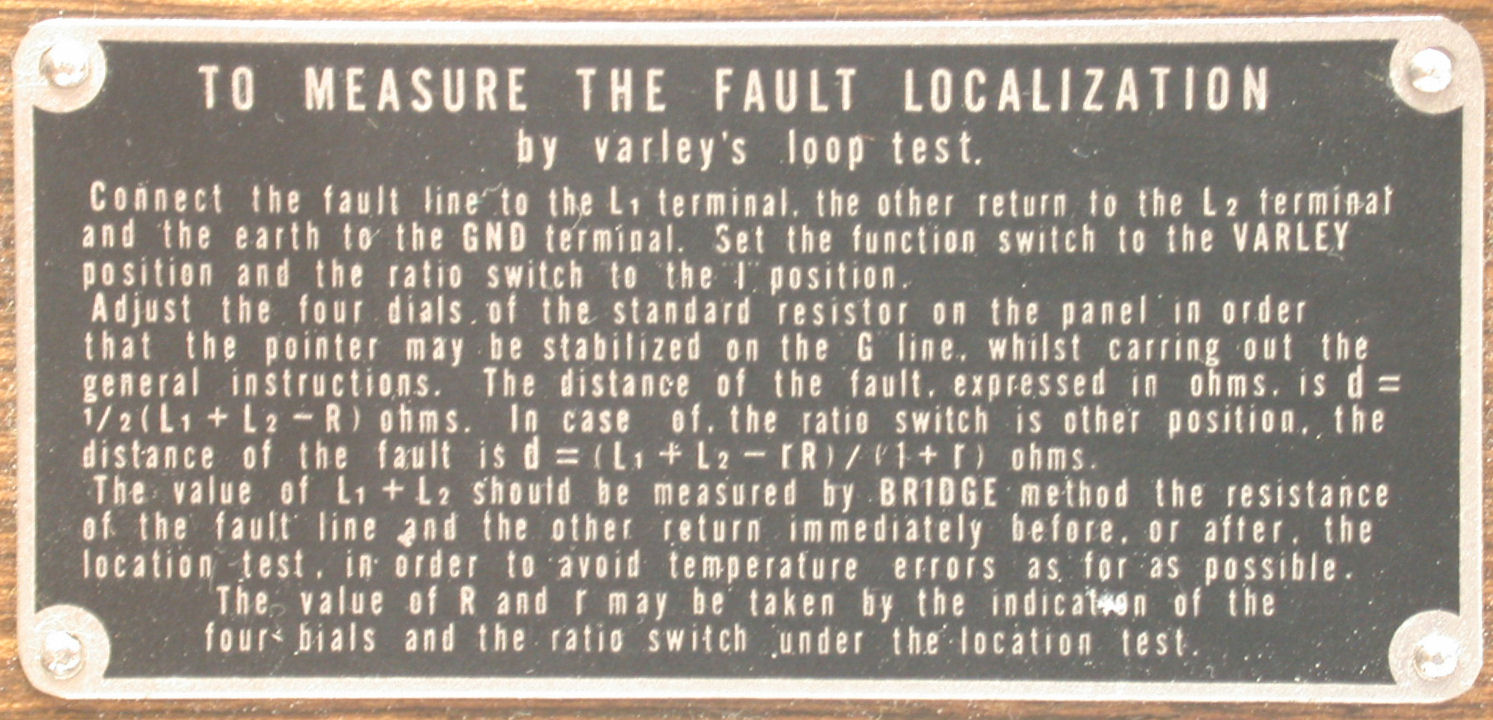 TO MEASURE THE FAULT LOCALIZATION
by varley's loop test.
Connect the fault line to the L1 terminal, the other return to the L2 terminal
and the earth to the GND terminal. Set the function switch to the VARLEY
position and the ratio switch to the 1 position.
Adjust the four dials of the standard resistor on the panel in order
that the pointer may be stabilized on the G line, whilst carring out the
general instructions. The distance of the fault, expressed in ohms, is d =
1/2(L1 + L2 − R) ohms. In case of, the ratio switch is other position, the
distance of the fault is d = (L1 + L2 − rR) / (1 + r) ohms.
The value of L1 + L2 should be measured by BRIDGE method the resistance
of the fault line and the other return immediately before, or after, the
location test, in order to avoid temperature errors as for as possible.
The value of R and r may be taken by the indication of the
four bials and the ratio switch under the location test.